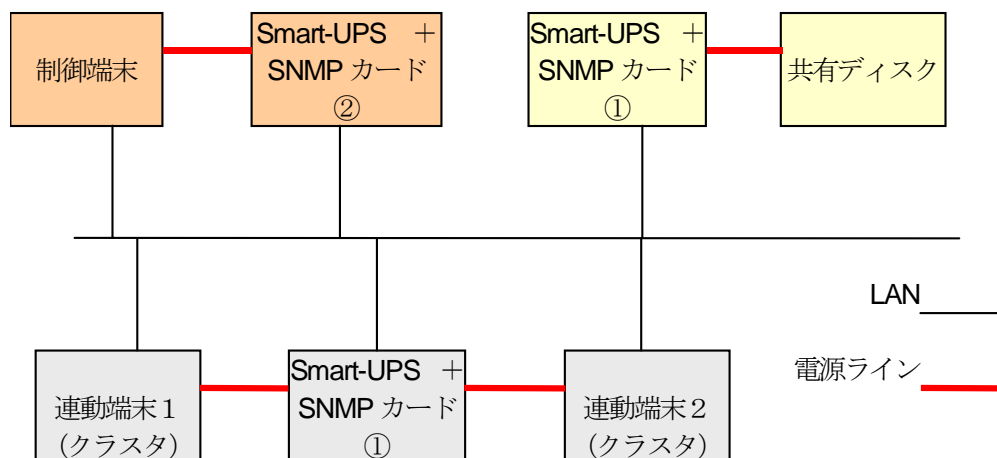 制御端末
Smart-UPS ＋
SNMP カード
②
Smart-UPS ＋
SNMP カード
①
共有ディスク
LAN
電源ライン
連動端末１
（クラスタ）
Smart-UPS ＋
SNMP カード
①
連動端末２
（クラスタ）